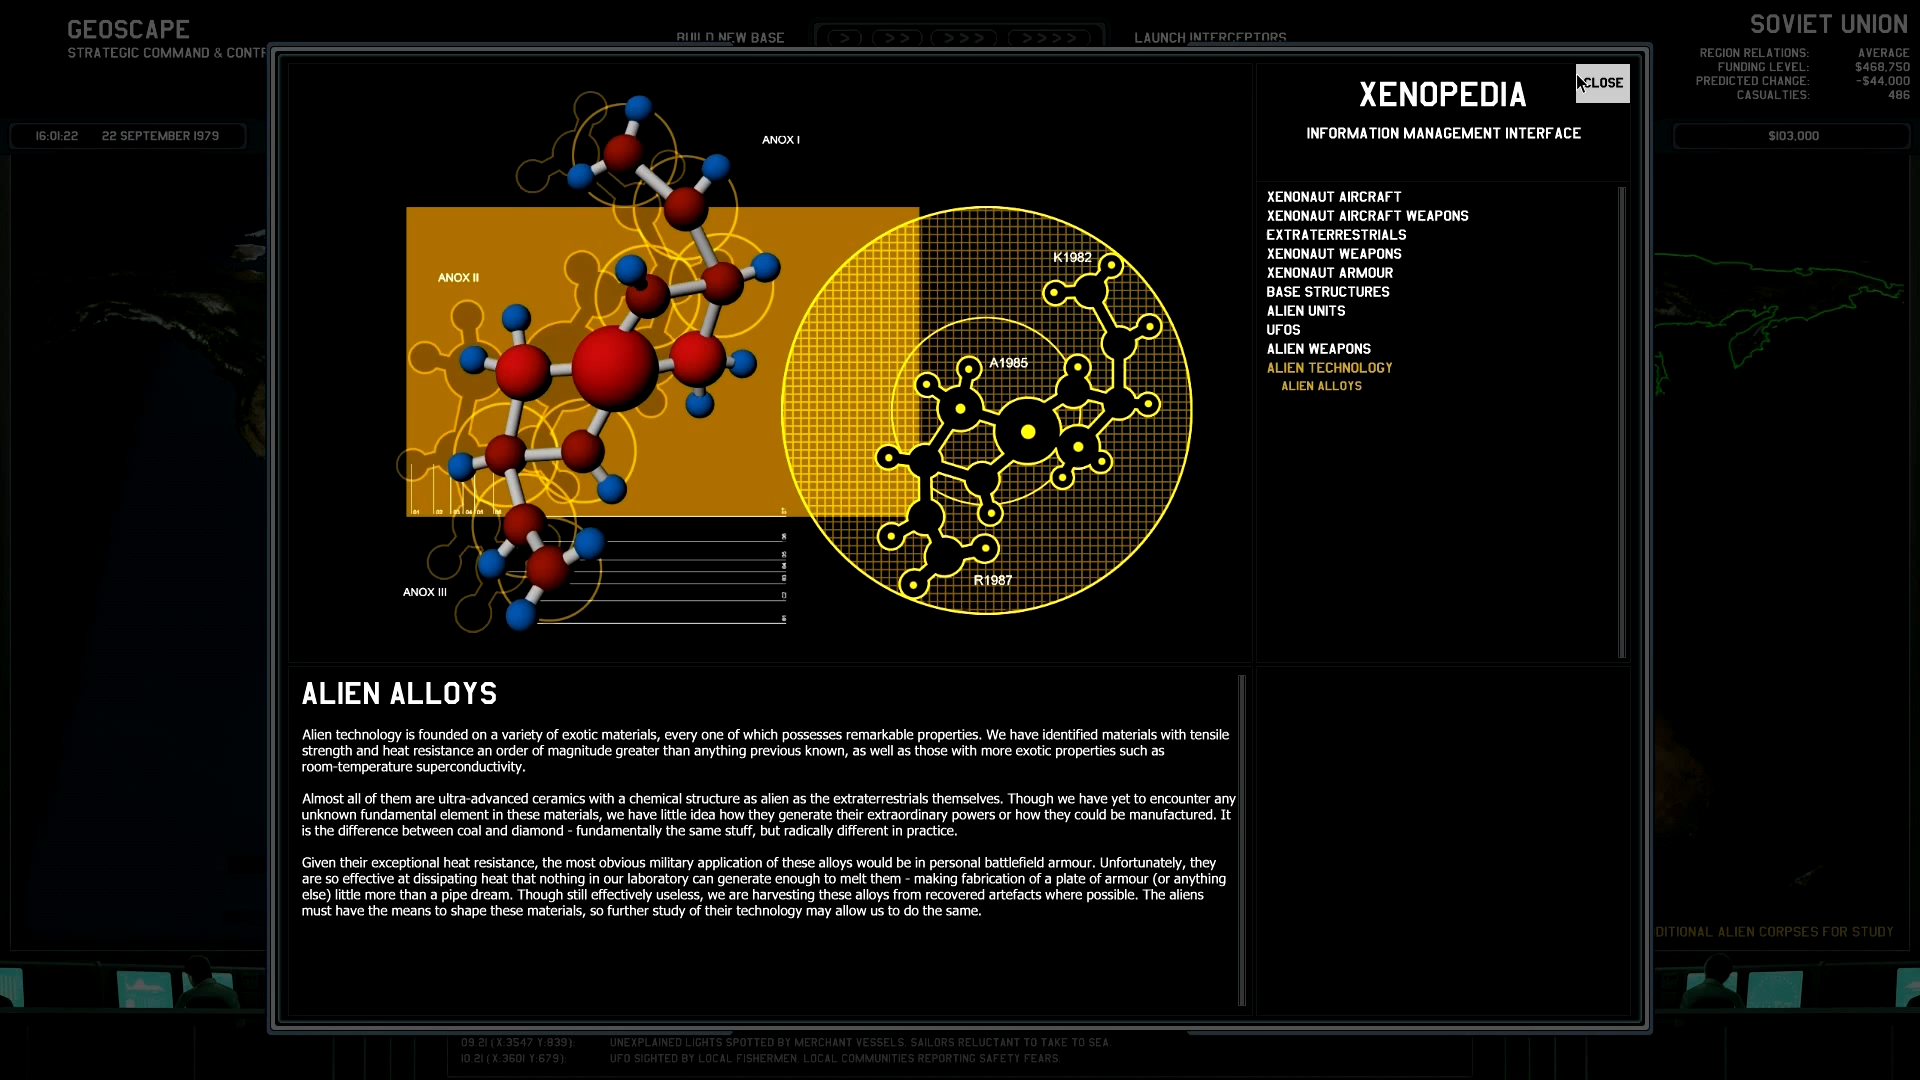 GEOSCAPE
STRATEGIC COMMAND & CONTR
BUILD NEW BASE
> >> >>> >>>>
LAUNCH INTERCEPTORS
SOVIET UNION
REGION RELATIONS: AVERAGE
FUNDING LEVEL: $468,750
PREDICTED CHANGE: -$44,000
CASUALTIES: 486
16:01:22 22 SEPTEMBER 1979
$103,000
XENOPEDIA
CLOSE
INFORMATION MANAGEMENT INTERFACE
XENONAUT AIRCRAFT
XENONAUT AIRCRAFT WEAPONS
EXTRATERRESTRIALS
XENONAUT WEAPONS
XENONAUT ARMOUR
BASE STRUCTURES
ALIEN UNITS
UFOS
ALIEN WEAPONS
ALIEN TECHNOLOGY
ALIEN ALLOYS
ANOX I
ANOX II
ANOX III
K1982
A1985
R1987
ALIEN ALLOYS
Alien technology is founded on a variety of exotic materials, every one of which possesses remarkable properties. We have identified materials with tensile
strength and heat resistance an order of magnitude greater than anything previous known, as well as those with more exotic properties such as
room-temperature superconductivity.
Almost all of them are ultra-advanced ceramics with a chemical structure as alien as the extraterrestrials themselves. Though we have yet to encounter any
unknown fundamental element in these materials, we have little idea how they generate their extraordinary powers or how they could be manufactured. It
is the difference between coal and diamond - fundamentally the same stuff, but radically different in practice.
Given their exceptional heat resistance, the most obvious military application of these alloys would be in personal battlefield armour. Unfortunately, they
are so effective at dissipating heat that nothing in our laboratory can generate enough to melt them - making fabrication of a plate of armour (or anything
else) little more than a pipe dream. Though still effectively useless, we are harvesting these alloys from recovered artefacts where possible. The aliens
must have the means to shape these materials, so further study of their technology may allow us to do the same.
DITIONAL ALIEN CORPSES FOR STUDY
09.21 ( X:3547 Y:839): UNEXPLAINED LIGHTS SPOTTED BY MERCHANT VESSELS. SAILORS RELUCTANT TO TAKE TO SEA.
10.21 ( X:3601 Y:679): UFO SIGHTED BY LOCAL FISHERMEN. LOCAL COMMUNITIES REPORTING SAFETY FEARS.